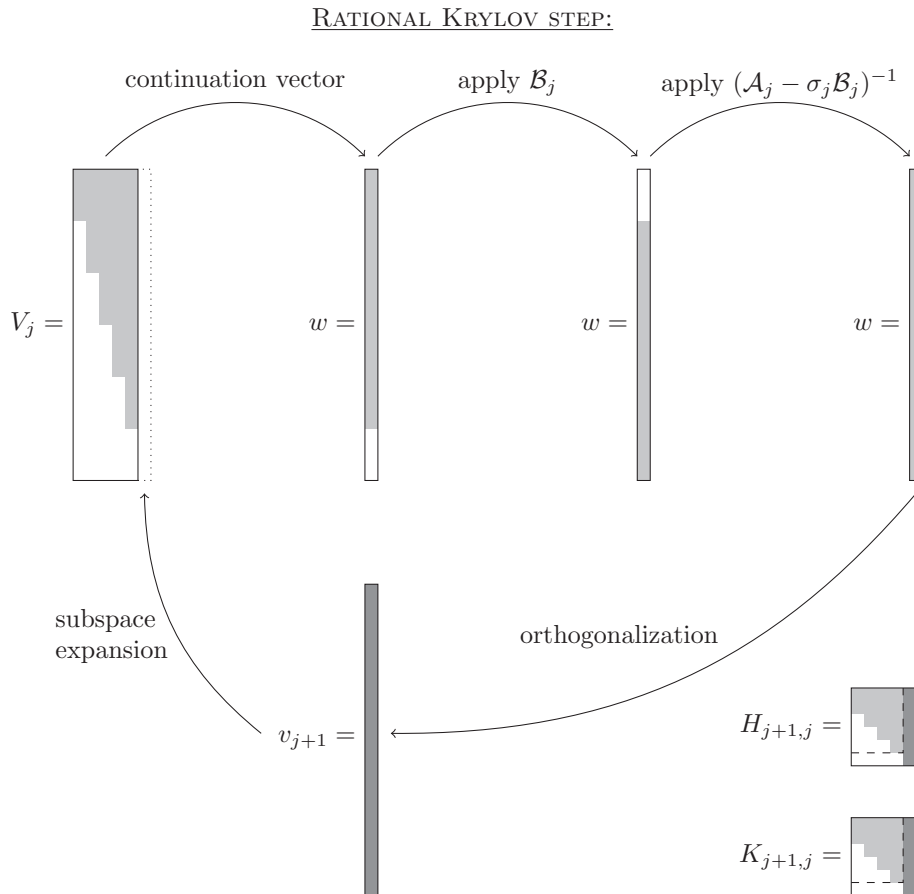 RATIONAL KRYLOV STEP:
continuation vector
apply $\mathcal{B}_j$
apply $(\mathcal{A}_j - \sigma_j \mathcal{B}_j)^{-1}$
$V_j =$
$w =$
$w =$
$w =$
subspace
expansion
orthogonalization
$v_{j+1} =$
$H_{j+1,j} =$
$K_{j+1,j} =$